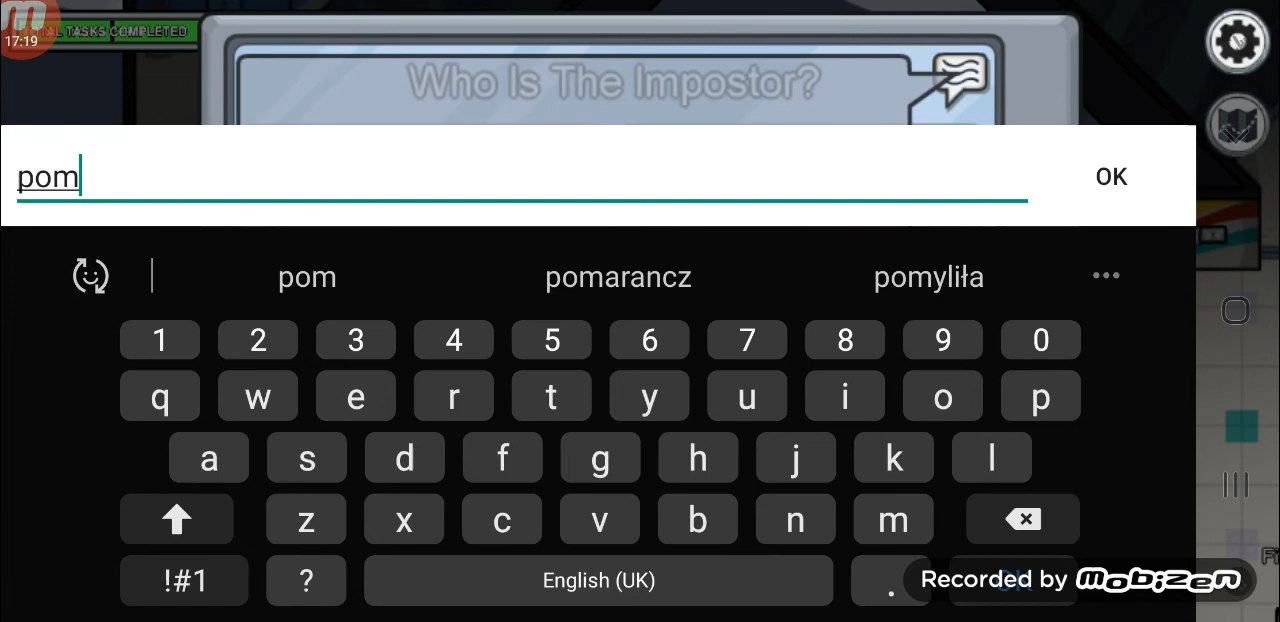 TASKS COMPLETED
17:19
Who Is The Impostor?
pom
OK
pom pomarancz pomyliła
1 2 3 4 5 6 7 8 9 0
q w e r t y u i o p
a s d f g h j k l
z x c v b n m
!#1 ? English (UK) . OK
Recorded by mobizen